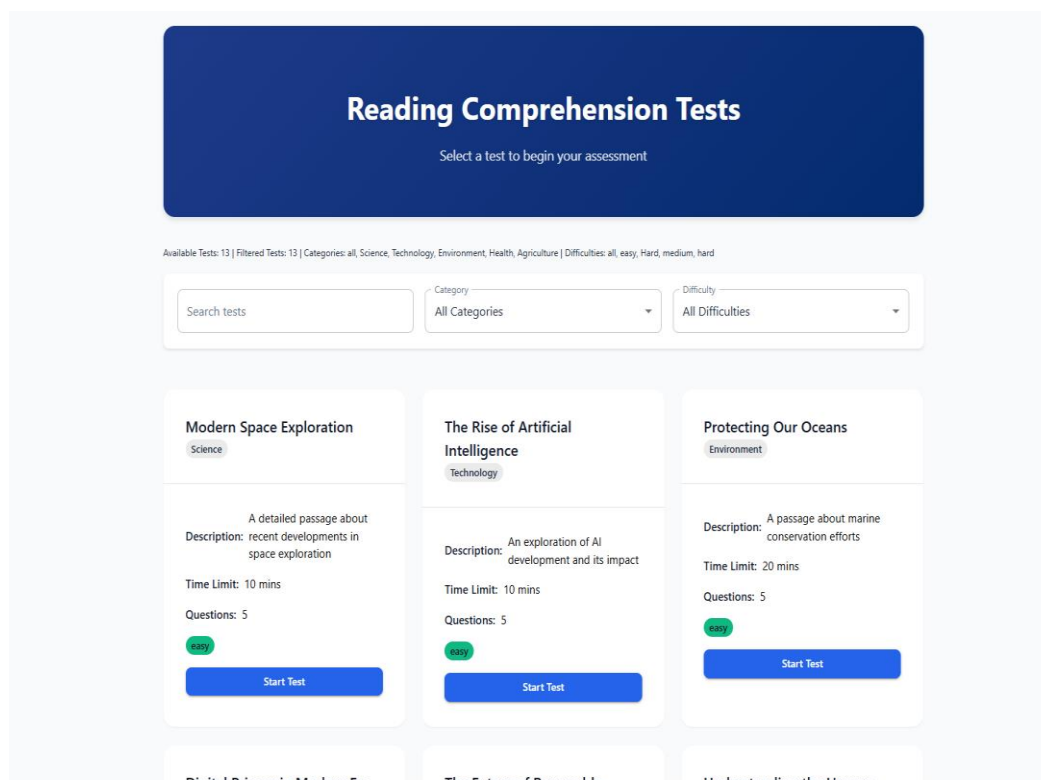 Reading Comprehension Tests
Select a test to begin your assessment
Available Tests: 13 | Filtered Tests: 13 | Categories: all, Science, Technology, Environment, Health, Agriculture | Difficulties: all, easy, Hard, medium, hard
Search tests
Category
All Categories
Difficulty
All Difficulties
Modern Space Exploration
Science
Description: A detailed passage about
recent developments in
space exploration
Time Limit: 10 mins
Questions: 5
easy
Start Test
The Rise of Artificial
Intelligence
Technology
Description: An exploration of AI
development and its impact
Time Limit: 10 mins
Questions: 5
easy
Start Test
Protecting Our Oceans
Environment
Description: A passage about marine
conservation efforts
Time Limit: 20 mins
Questions: 5
easy
Start Test